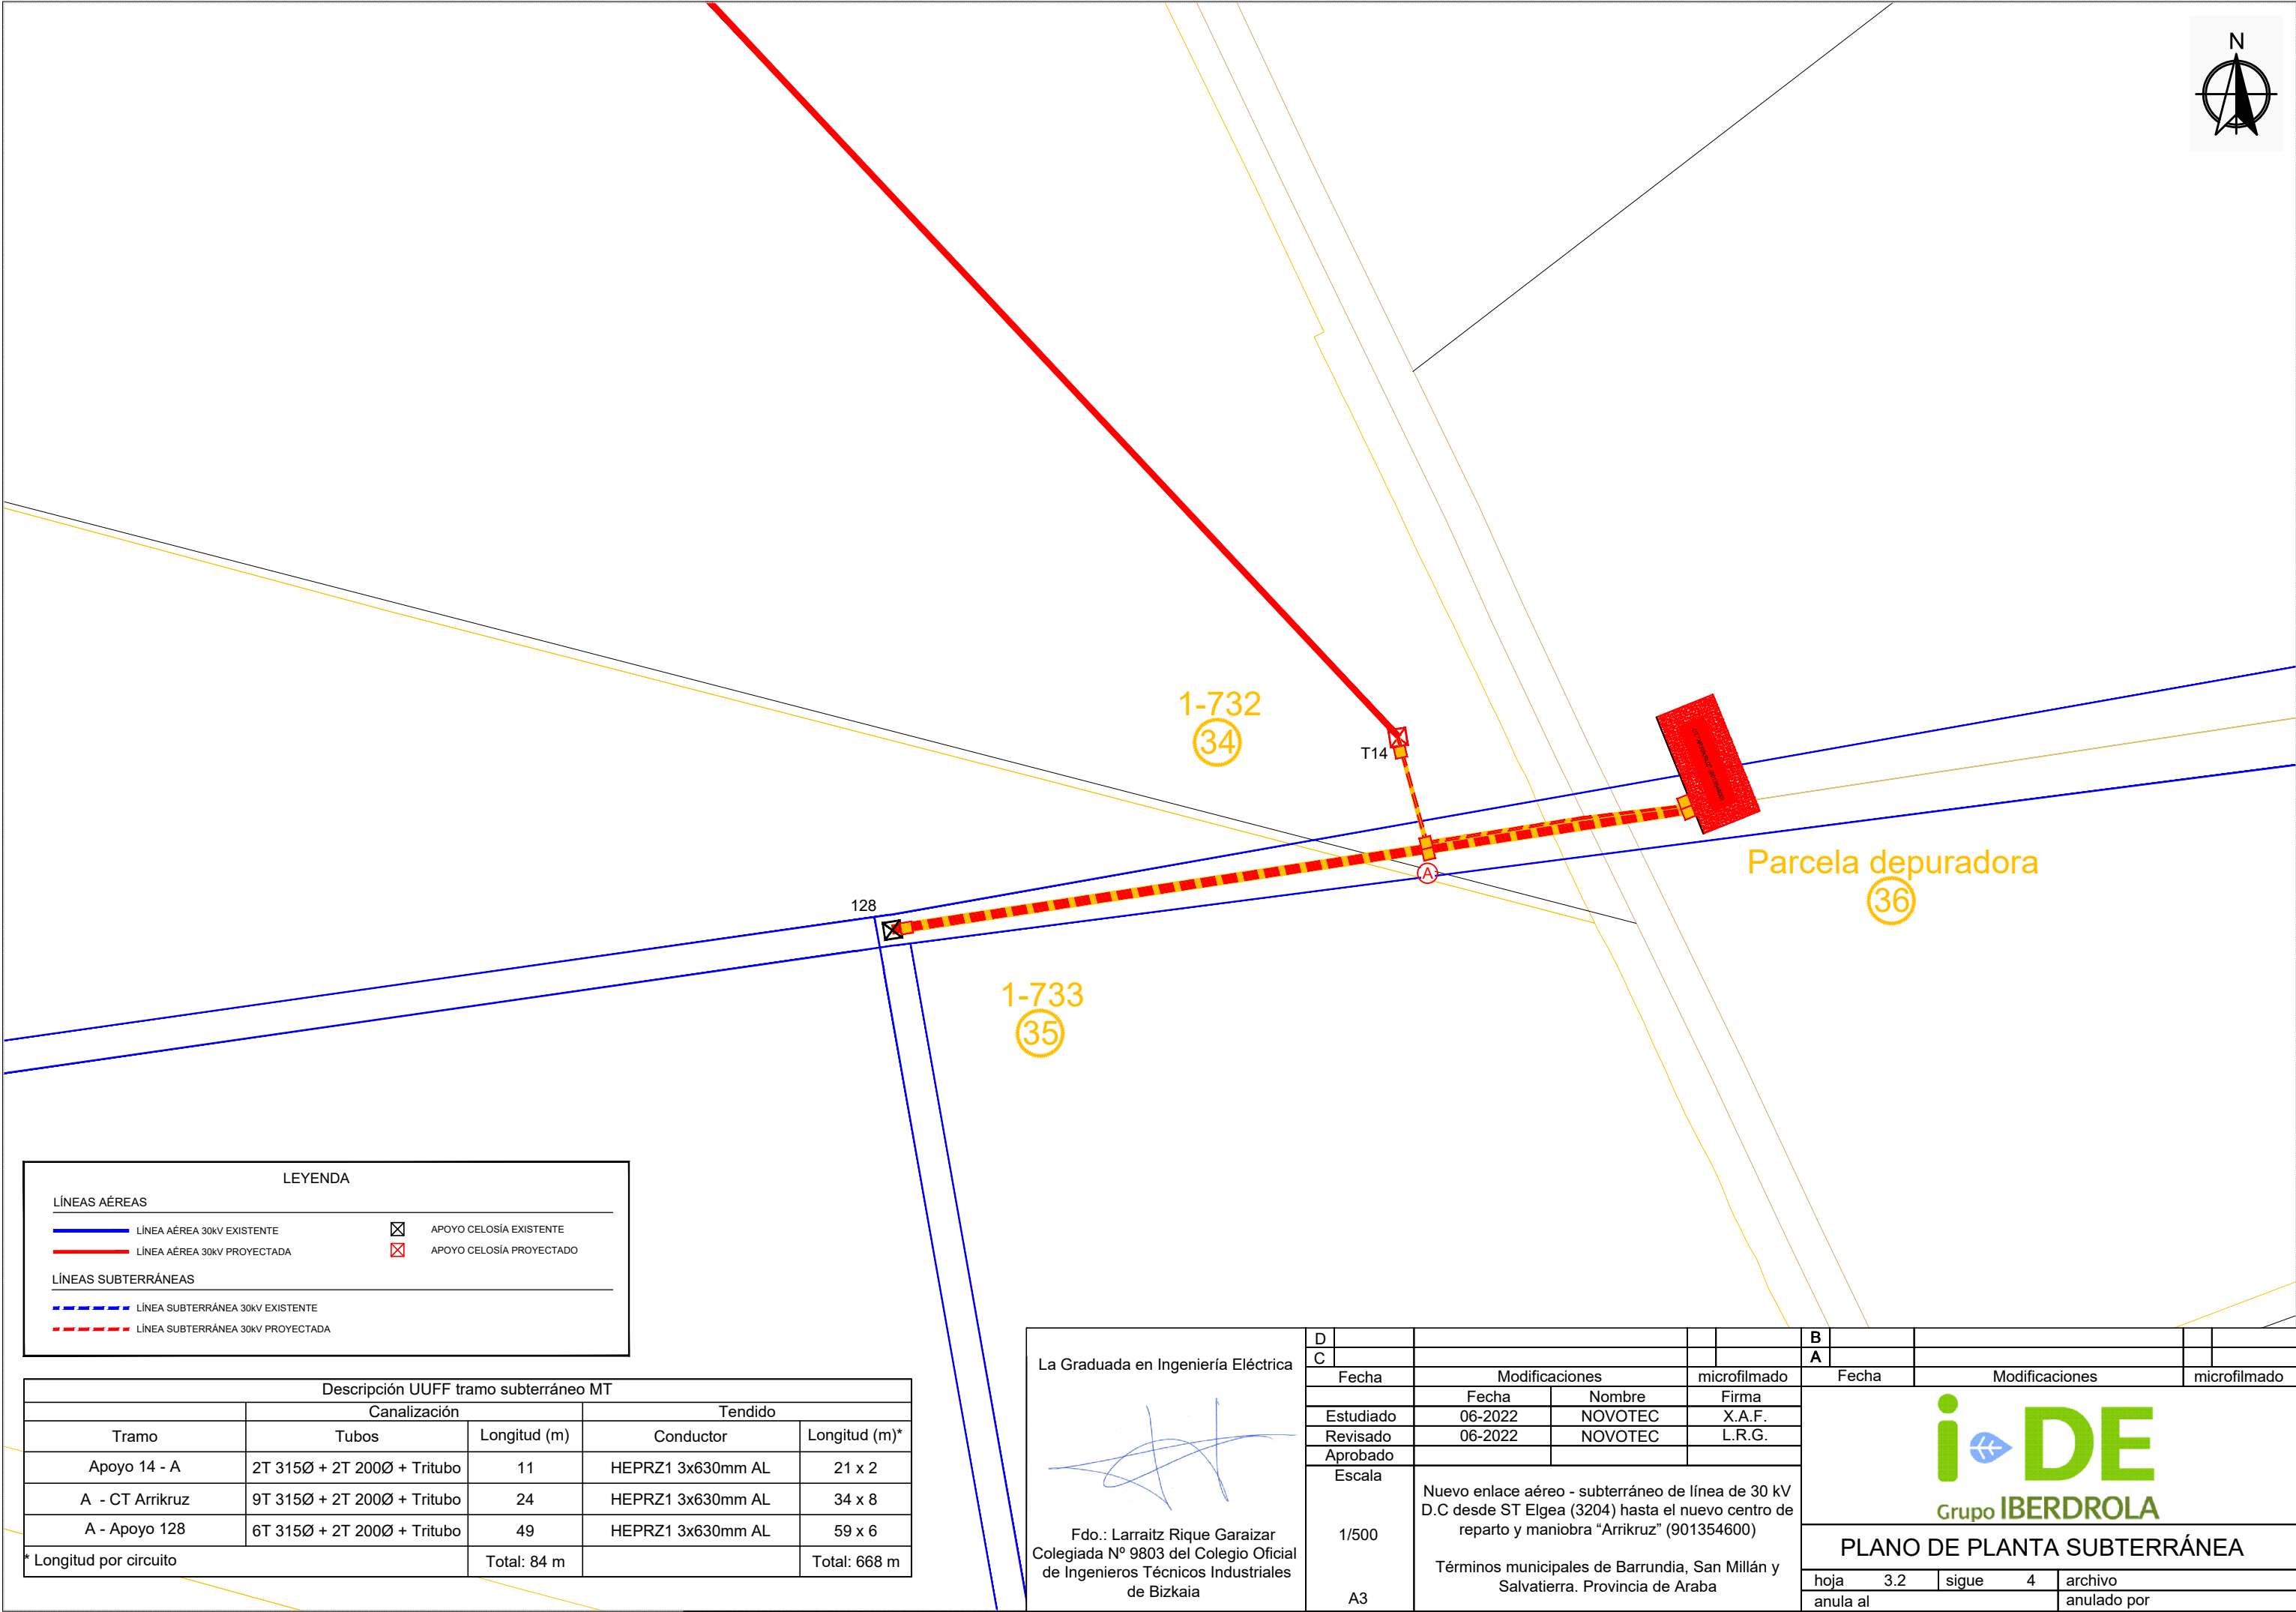 N
1-732
34
T14
A
Parcela depuradora
36
128
1-733
35
LEYENDA
LÍNEAS AÉREAS
LÍNEA AÉREA 30kV EXISTENTE
APOYO CELOSÍA EXISTENTE
LÍNEA AÉREA 30kV PROYECTADA
APOYO CELOSÍA PROYECTADO
LÍNEAS SUBTERRÁNEAS
LÍNEA SUBTERRÁNEA 30kV EXISTENTE
LÍNEA SUBTERRÁNEA 30kV PROYECTADA
Descripción UUFF tramo subterráneo MT
Canalización Tendido
Tramo Tubos Longitud (m) Conductor Longitud (m)*
Apoyo 14 - A 2T 315Ø + 2T 200Ø + Tritubo 11 HEPRZ1 3x630mm AL 21 x 2
A - CT Arrikruz 9T 315Ø + 2T 200Ø + Tritubo 24 HEPRZ1 3x630mm AL 34 x 8
A - Apoyo 128 6T 315Ø + 2T 200Ø + Tritubo 49 HEPRZ1 3x630mm AL 59 x 6
* Longitud por circuito Total: 84 m Total: 668 m
La Graduada en Ingeniería Eléctrica
Fdo.: Larraitz Rique Garaizar
Colegiada Nº 9803 del Colegio Oficial
de Ingenieros Técnicos Industriales
de Bizkaia
D
C
Fecha Modificaciones microfilmado
Fecha Nombre Firma
Estudiado 06-2022 NOVOTEC X.A.F.
Revisado 06-2022 NOVOTEC L.R.G.
Aprobado
Escala
1/500
A3
Nuevo enlace aéreo - subterráneo de línea de 30 kV
D.C desde ST Elgea (3204) hasta el nuevo centro de
reparto y maniobra “Arrikruz” (901354600)
Términos municipales de Barrundia, San Millán y
Salvatierra. Provincia de Araba
B
A
Fecha Modificaciones microfilmado
i-DE
Grupo IBERDROLA
PLANO DE PLANTA SUBTERRÁNEA
hoja 3.2 sigue 4 archivo
anula al anulado por